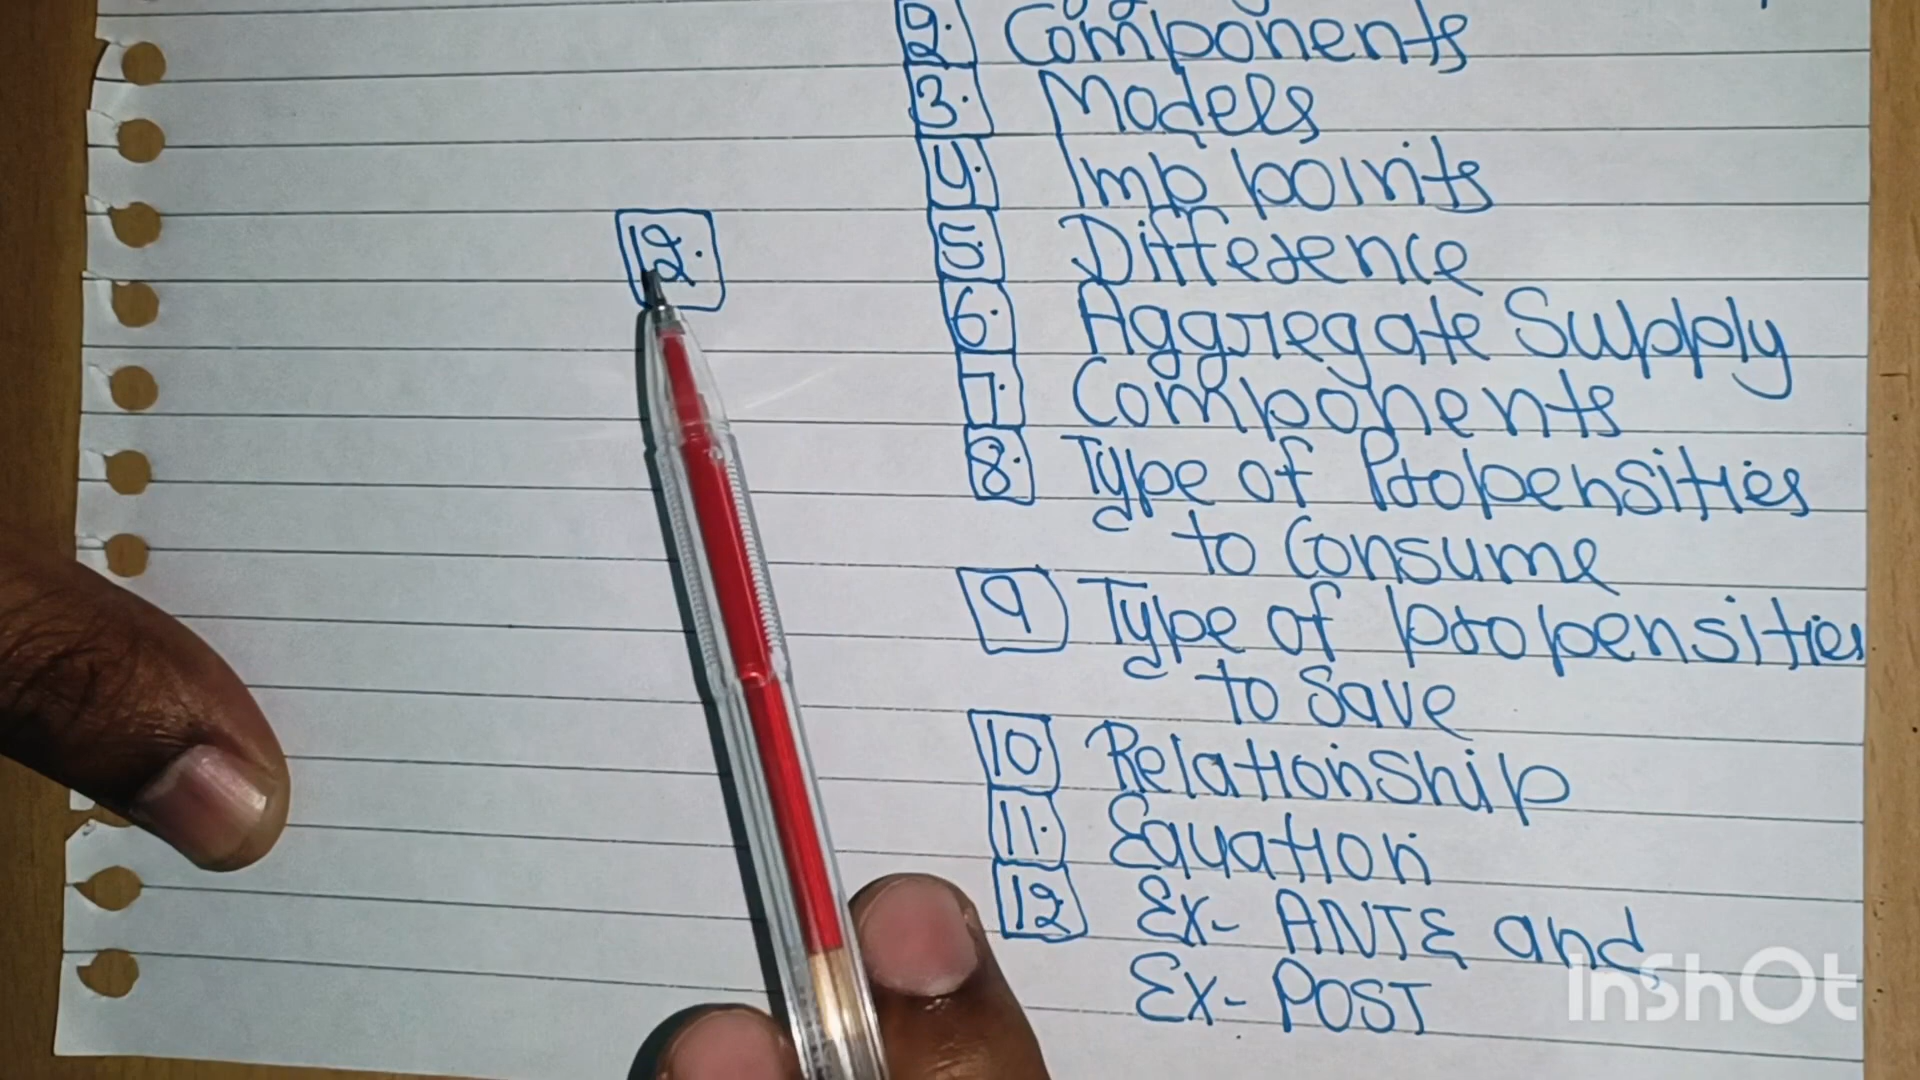 2. Components
3. Models
4. Imp points
12.
5. Difference
6. Aggregate Supply
7. Components
8. Type of Propensities
to Consume
9 Type of propensities
to Save
10 Relationship
11. Equation
12 Ex- ANTE and
Ex- POST
InShOt